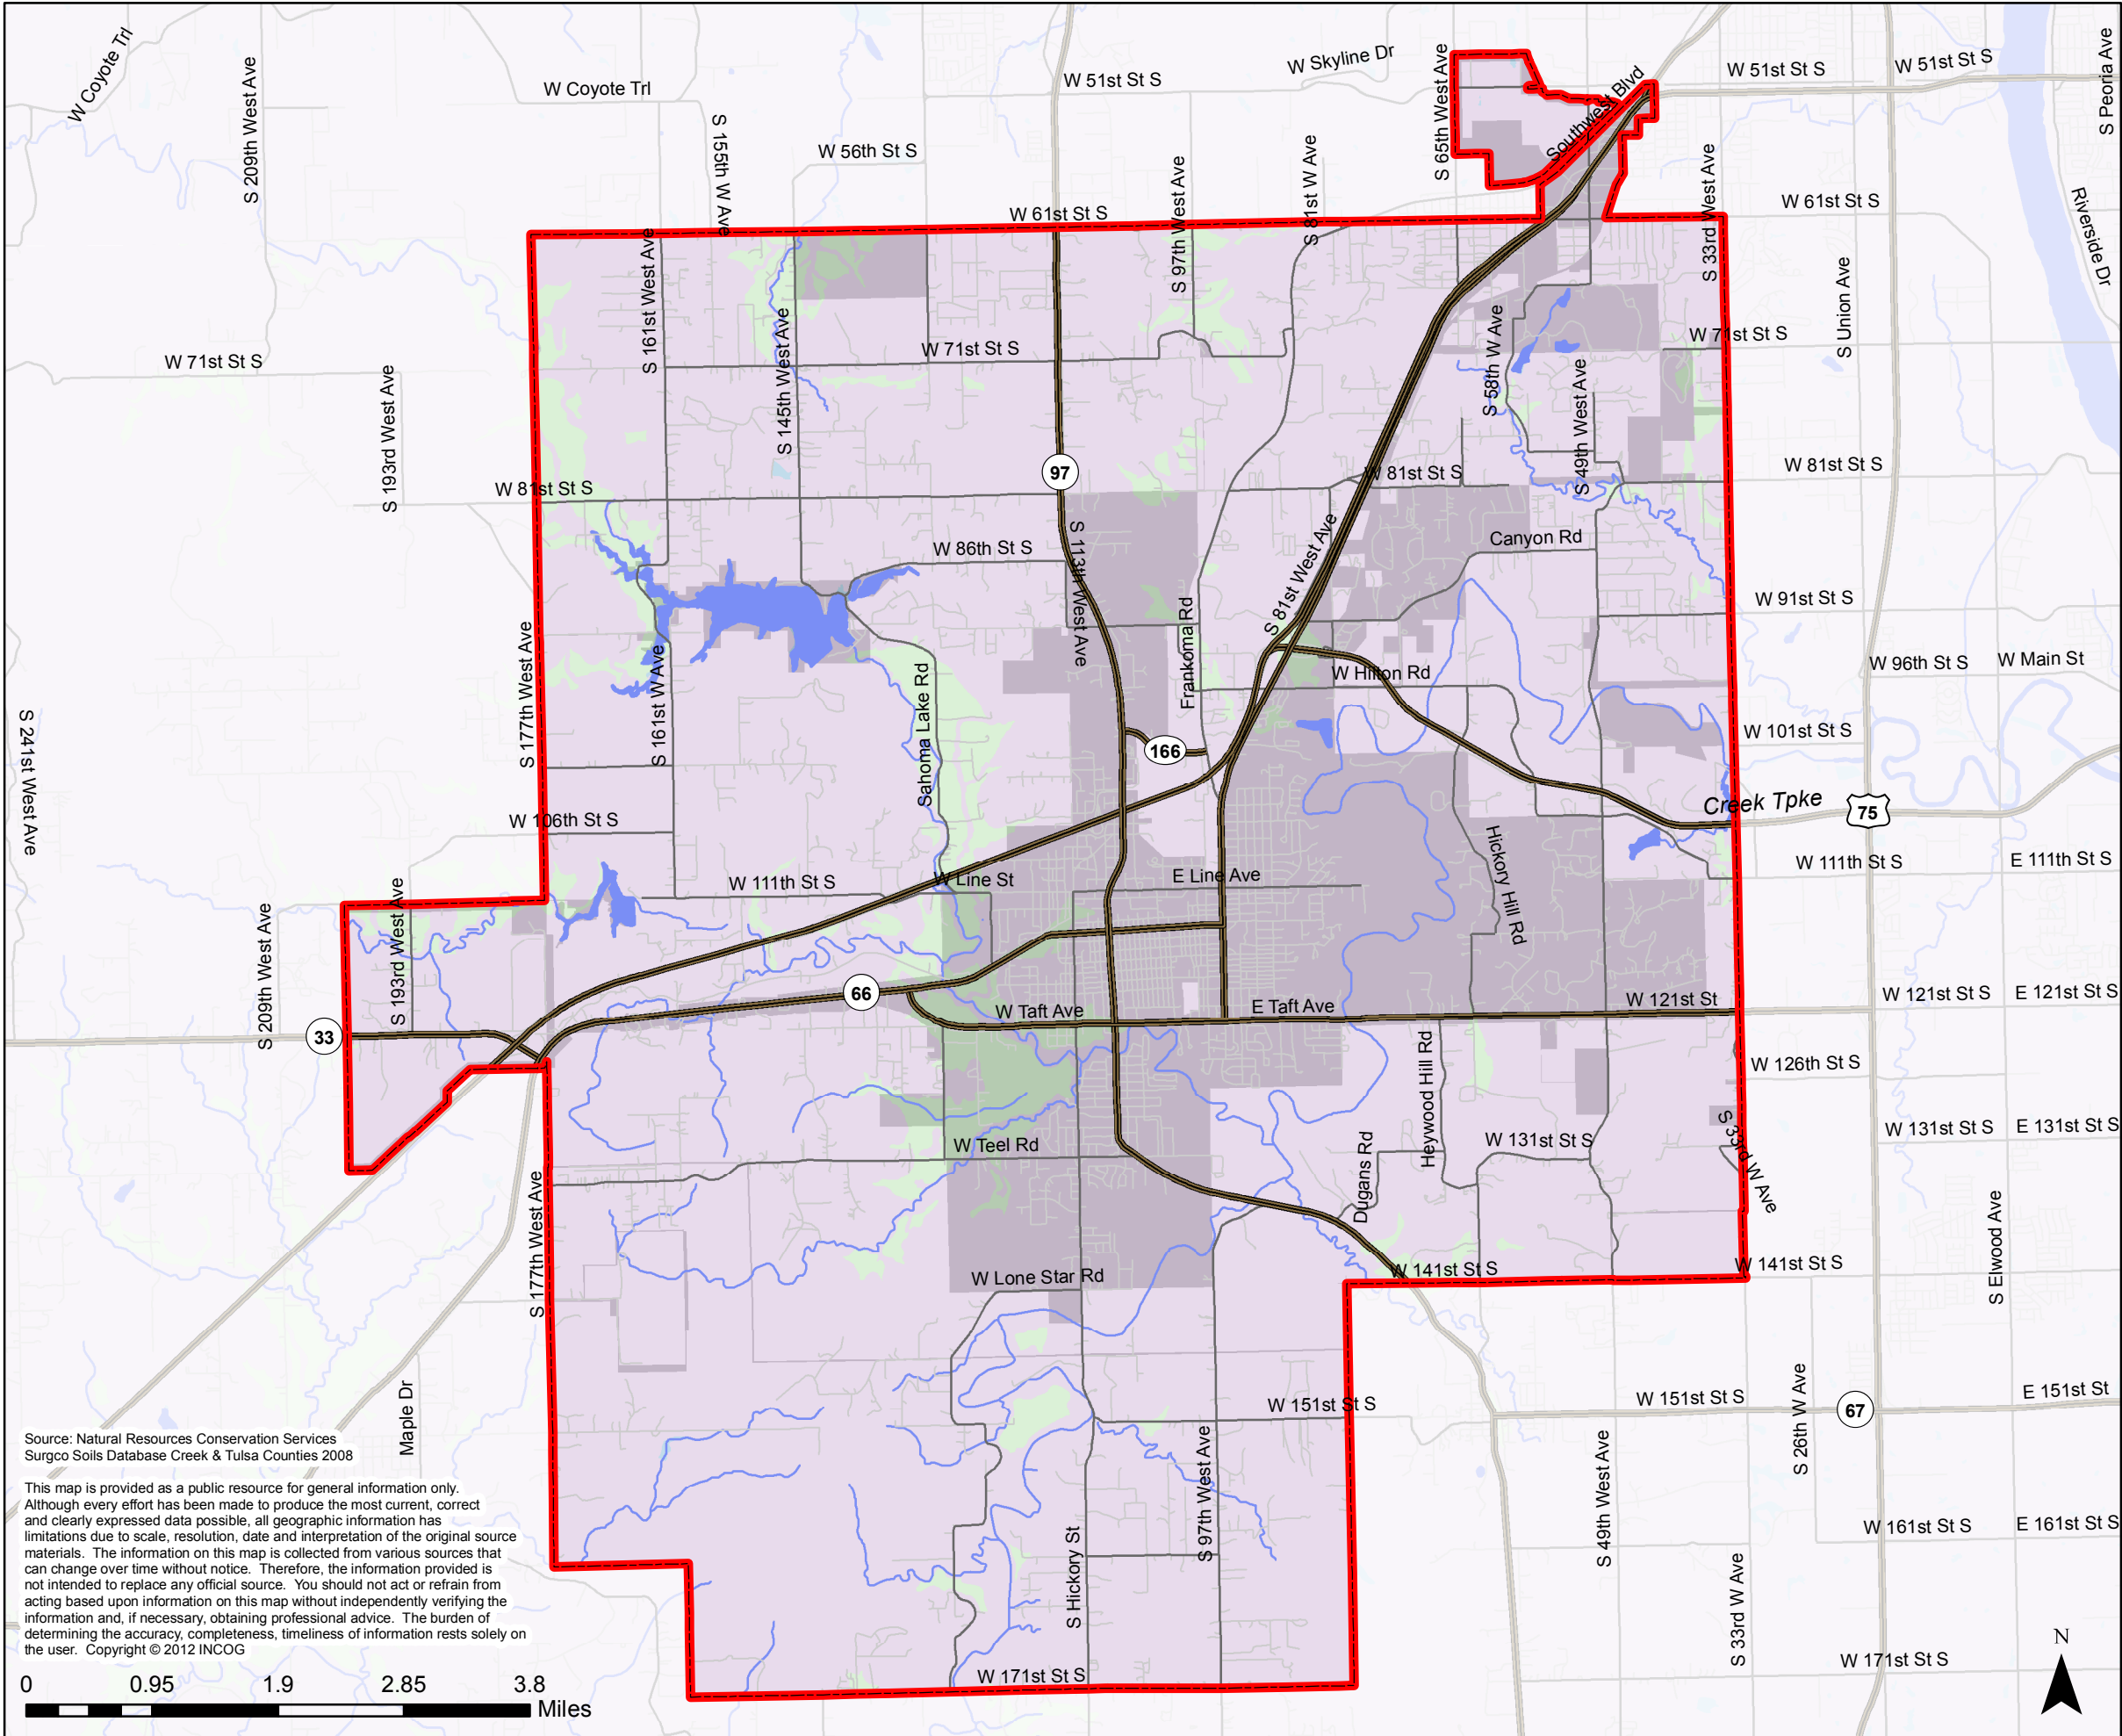 W Coyote Trl
S 209th West Ave
W Coyote Trl
S 155th W Ave
W 56th St S
W 51st St S
W Skyline Dr
S 65th West Ave
Southwest Blvd
W 51st St S
W 51st St S
S Peoria Ave
W 61st St S
S 97th West Ave
S 81st W Ave
S 33rd West Ave
W 61st St S
Riverside Dr
S 161st West Ave
S 145th West Ave
W 71st St S
W 71st St S
S 193rd West Ave
S 58th W Ave
S 49th West Ave
W 71st St S
S Union Ave
97
W 81st St S
W 81st St S
W 81st St S
W 86th St S
S 113th West Ave
S 81st West Ave
Canyon Rd
W 91st St S
S 177th West Ave
S 161st W Ave
Sahoma Lake Rd
Frankoma Rd
W Hilton Rd
W 96th St S
W Main St
S 241st West Ave
166
W 101st St S
Creek Tpke
75
W 106th St S
Hickory Hill Rd
W 111th St S
E 111th St S
W 111th St S
W Line St
E Line Ave
S 209th West Ave
S 193rd West Ave
66
W Taft Ave
E Taft Ave
W 121st St
W 121st St S
E 121st St S
33
W 126th St S
Heywood Hill Rd
S 33rd W Ave
W 131st St S
W 131st St S
E 131st St S
W Teel Rd
Dugans Rd
S 177th West Ave
S Elwood Ave
W Lone Star Rd
W 141st St S
W 141st St S
Maple Dr
W 151st St S
W 151st St S
S 26th W Ave
67
E 151st St
S 97th West Ave
S 49th West Ave
S Hickory St
W 161st St S
E 161st St S
S 33rd W Ave
W 171st St S
W 171st St S
Source: Natural Resources Conservation Services
Surgco Soils Database Creek & Tulsa Counties 2008
This map is provided as a public resource for general information only.
Although every effort has been made to produce the most current, correct
and clearly expressed data possible, all geographic information has
limitations due to scale, resolution, date and interpretation of the original source
materials. The information on this map is collected from various sources that
can change over time without notice. Therefore, the information provided is
not intended to replace any official source. You should not act or refrain from
acting based upon information on this map without independently verifying the
information and, if necessary, obtaining professional advice. The burden of
determining the accuracy, completeness, timeliness of information rests solely on
the user. Copyright © 2012 INCOG
0 0.95 1.9 2.85 3.8
Miles
N